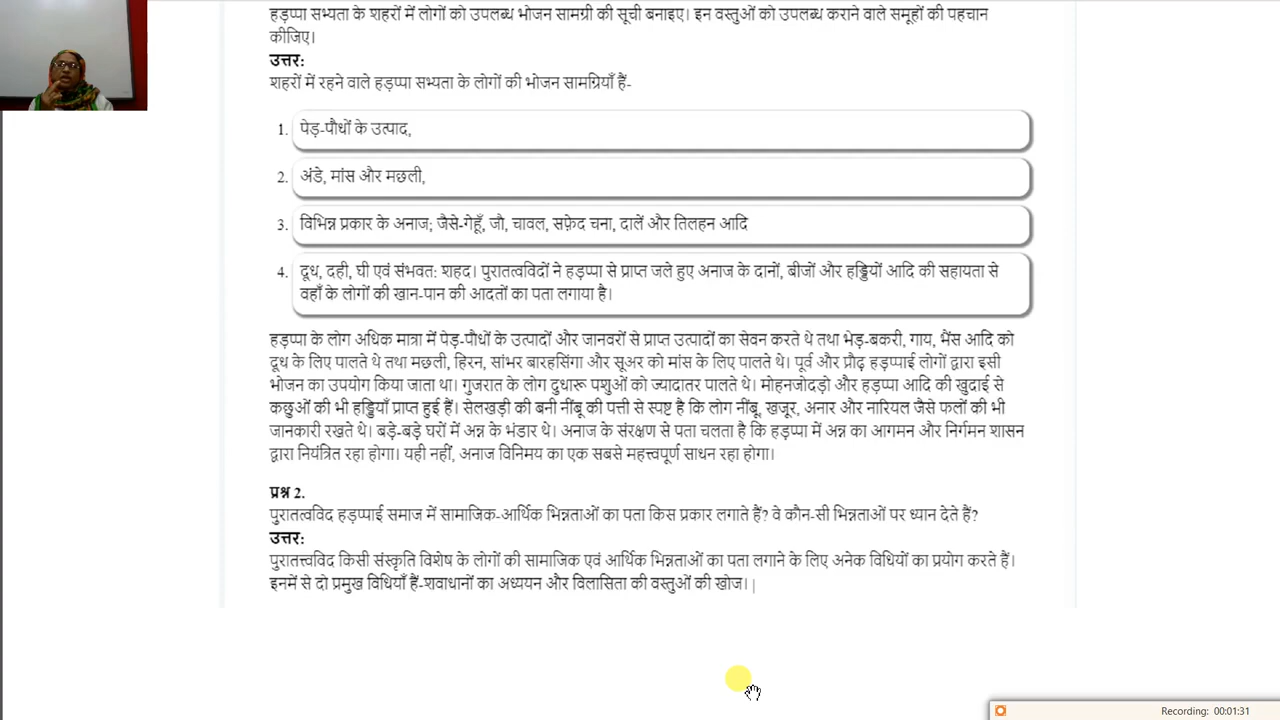 हड़प्पा सभ्यता के शहरों में लोगों को उपलब्ध भोजन सामग्री की सूची बनाइए। इन वस्तुओं को उपलब्ध कराने वाले समूहों की पहचान
कीजिए।
उत्तर:
शहरों में रहने वाले हड़प्पा सभ्यता के लोगों की भोजन सामग्रियाँ हैं-
1. पेड़-पौधों के उत्पाद,
2. अंडे, मांस और मछली,
3. विभिन्न प्रकार के अनाज; जैसे-गेहूँ, जौ, चावल, सफ़ेद चना, दालें और तिलहन आदि
4. दूध, दही, घी एवं संभवत: शहद। पुरातत्वविदों ने हड़प्पा से प्राप्त जले हुए अनाज के दानों, बीजों और हड्डियों आदि की सहायता से
वहाँ के लोगों की खान-पान की आदतों का पता लगाया है।
हड़प्पा के लोग अधिक मात्रा में पेड़-पौधों के उत्पादों और जानवरों से प्राप्त उत्पादों का सेवन करते थे तथा भेड़-बकरी, गाय, भैंस आदि को
दूध के लिए पालते थे तथा मछली, हिरन, सांभर बारहसिंगा और सूअर को मांस के लिए पालते थे। पूर्व और प्रौढ़ हड़प्पाई लोगों द्वारा इसी
भोजन का उपयोग किया जाता था। गुजरात के लोग दुधारू पशुओं को ज्यादातर पालते थे। मोहनजोदड़ो और हड़प्पा आदि की खुदाई से
कछुओं की भी हड्डियाँ प्राप्त हुई हैं। सेलखड़ी की बनी नींबू की पत्ती से स्पष्ट है कि लोग नींबू, खजूर, अनार और नारियल जैसे फलों की भी
जानकारी रखते थे। बड़े-बड़े घरों में अन्न के भंडार थे। अनाज के संरक्षण से पता चलता है कि हड़प्पा में अन्न का आगमन और निर्गमन शासन
द्वारा नियंत्रित रहा होगा। यही नहीं, अनाज विनिमय का एक सबसे महत्त्वपूर्ण साधन रहा होगा।
प्रश्न 2.
पुरातत्वविद हड़प्पाई समाज में सामाजिक-आर्थिक भिन्नताओं का पता किस प्रकार लगाते हैं? वे कौन-सी भिन्नताओं पर ध्यान देते हैं?
उत्तर:
पुरातत्त्वविद किसी संस्कृति विशेष के लोगों की सामाजिक एवं आर्थिक भिन्नताओं का पता लगाने के लिए अनेक विधियों का प्रयोग करते हैं।
इनमें से दो प्रमुख विधियाँ हैं-शवाधानों का अध्ययन और विलासिता की वस्तुओं की खोज। |
Recording: 00:01:31